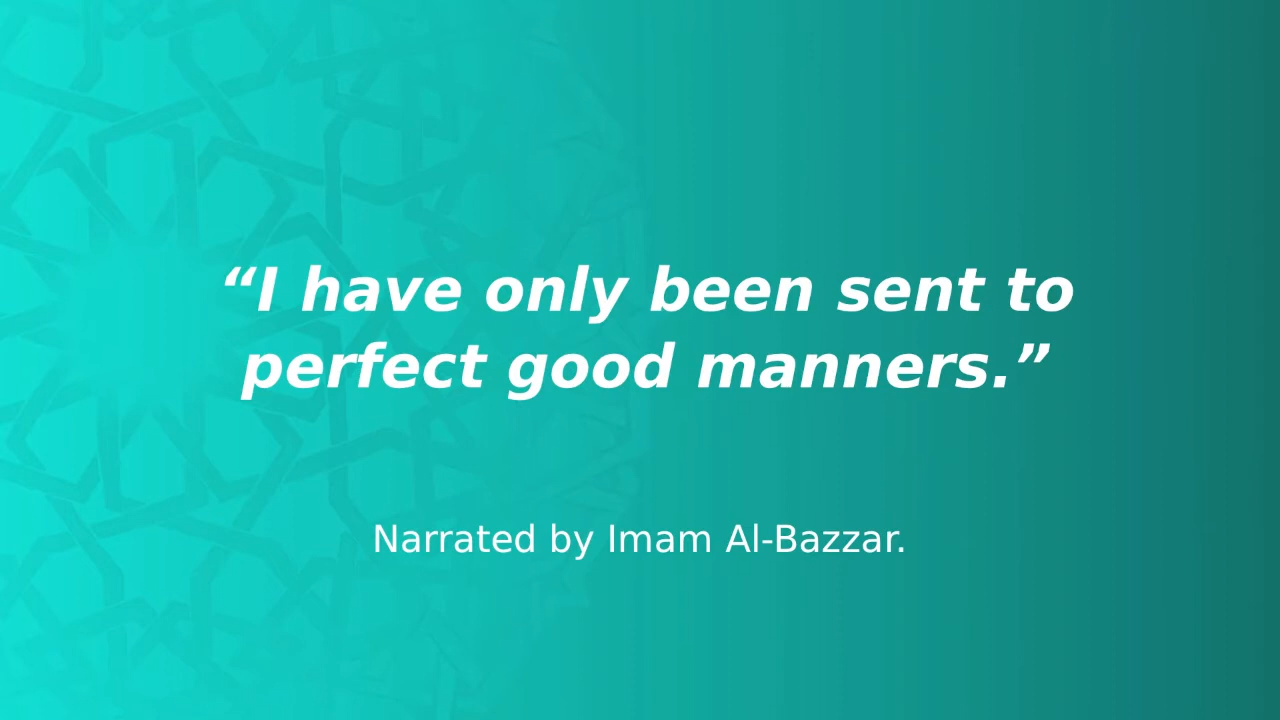 “I have only been sent to
perfect good manners.”
Narrated by Imam Al-Bazzar.